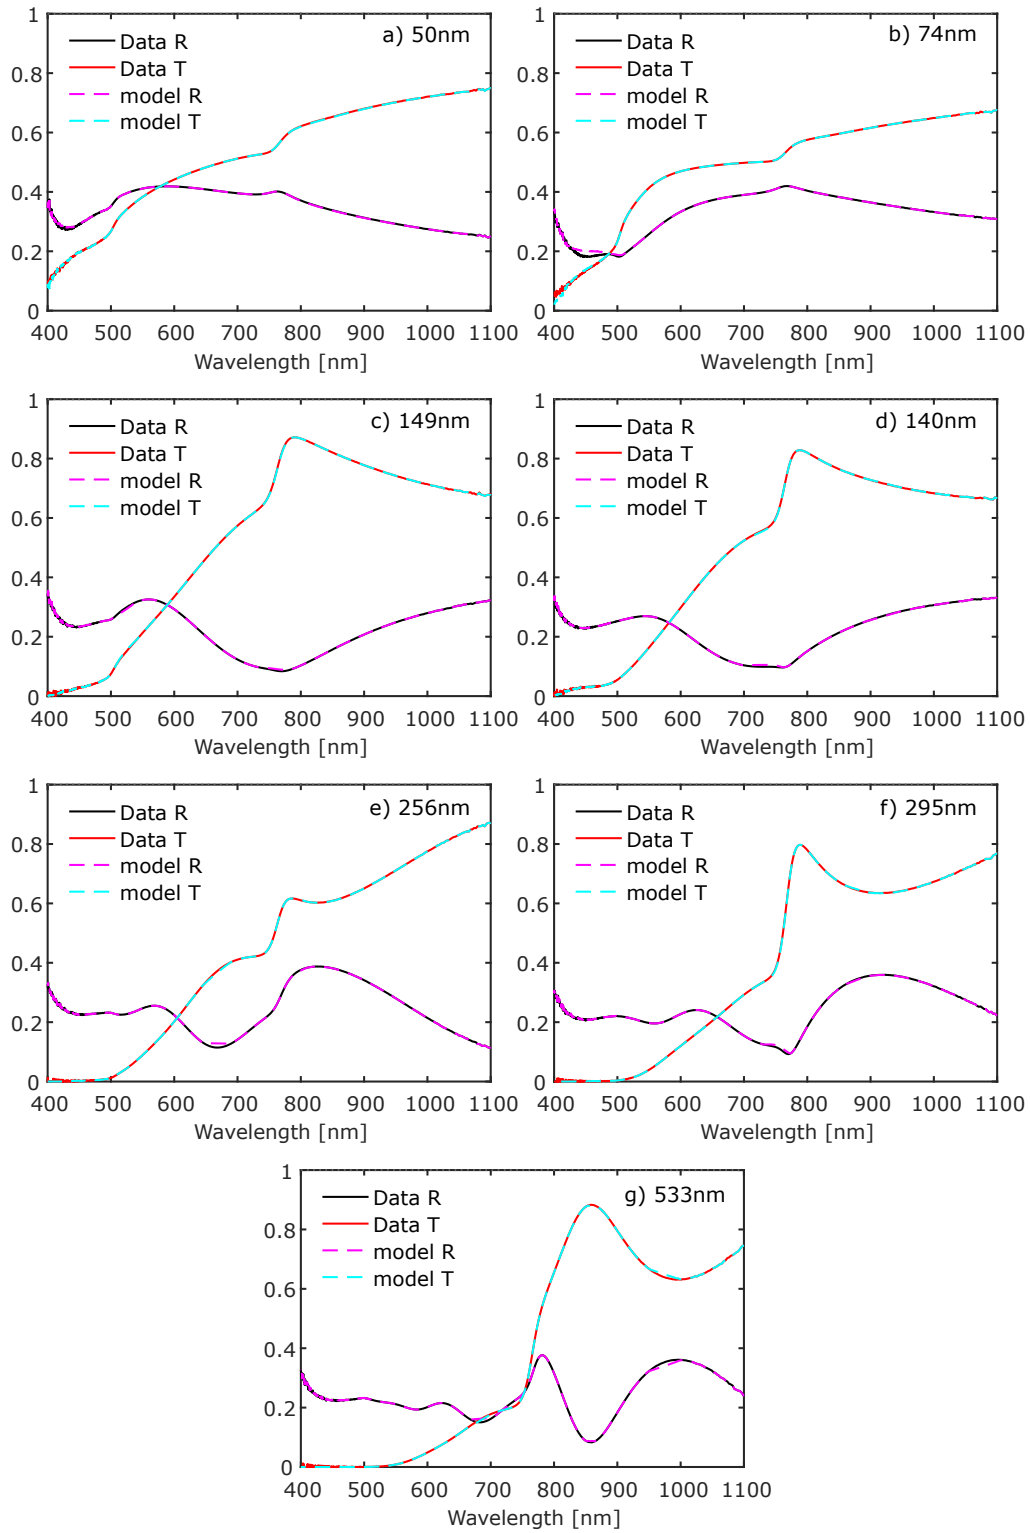 a) 50nm
Data R
Data T
model R
model T
1
0.8
0.6
0.4
0.2
0
400 500 600 700 800 900 1000 1100
Wavelength [nm]
b) 74nm
Data R
Data T
model R
model T
1
0.8
0.6
0.4
0.2
0
400 500 600 700 800 900 1000 1100
Wavelength [nm]
c) 149nm
Data R
Data T
model R
model T
1
0.8
0.6
0.4
0.2
0
400 500 600 700 800 900 1000 1100
Wavelength [nm]
d) 140nm
Data R
Data T
model R
model T
1
0.8
0.6
0.4
0.2
0
400 500 600 700 800 900 1000 1100
Wavelength [nm]
e) 256nm
Data R
Data T
model R
model T
1
0.8
0.6
0.4
0.2
0
400 500 600 700 800 900 1000 1100
Wavelength [nm]
f) 295nm
Data R
Data T
model R
model T
1
0.8
0.6
0.4
0.2
0
400 500 600 700 800 900 1000 1100
Wavelength [nm]
g) 533nm
Data R
Data T
model R
model T
1
0.8
0.6
0.4
0.2
0
400 500 600 700 800 900 1000 1100
Wavelength [nm]